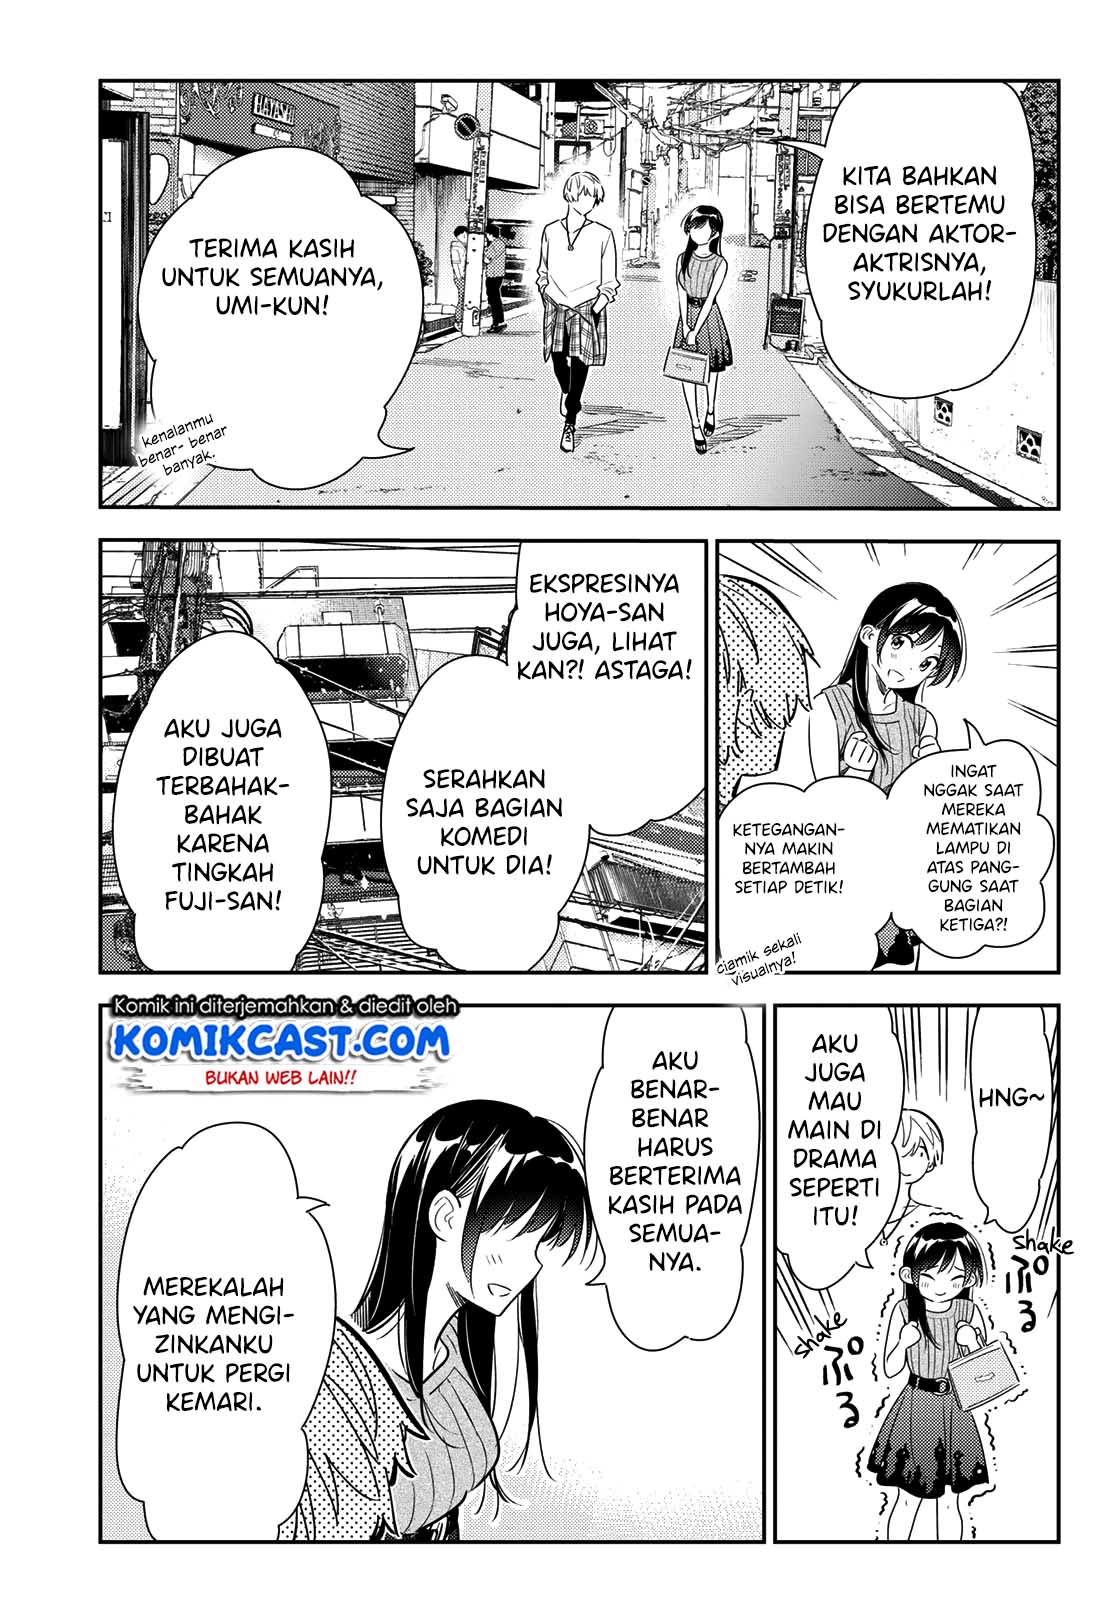 KITA BAHKAN
BISA BERTEMU
DENGAN AKTOR-
AKTRISNYA,
SYUKURLAH!
HAYASHI
TERIMA KASIH
UNTUK SEMUANYA,
UMI-KUN!
kenalanmu
benar- benar
banyak.
INGAT
NGGAK SAAT
MEREKA
MEMATIKAN
LAMPU DI
ATAS PANG-
GUNG SAAT
BAGIAN
KETIGA?!
KETEGANGAN-
NYA MAKIN
BERTAMBAH
SETIAP DETIK!
ciamik sekali
visualnya!
EKSPRESINYA
HOYA-SAN
JUGA, LIHAT
KAN?! ASTAGA!
SERAHKAN
SAJA BAGIAN
KOMEDI
UNTUK DIA!
AKU JUGA
DIBUAT
TERBAHAK-
BAHAK
KARENA
TINGKAH
FUJI-SAN!
HNG~
AKU
JUGA
MAU
MAIN DI
DRAMA
SEPERTI
ITU!
shake
ぷる
shake
ぷる
AKU
BENAR-
BENAR
HARUS
BERTERIMA
KASIH PADA
SEMUA-
NYA.
MEREKALAH
YANG MENGI-
ZINKANKU
UNTUK PERGI
KEMARI.
Komik ini diterjemahkan & diedit oleh
KOMIKCAST.COM
BUKAN WEB LAIN!!